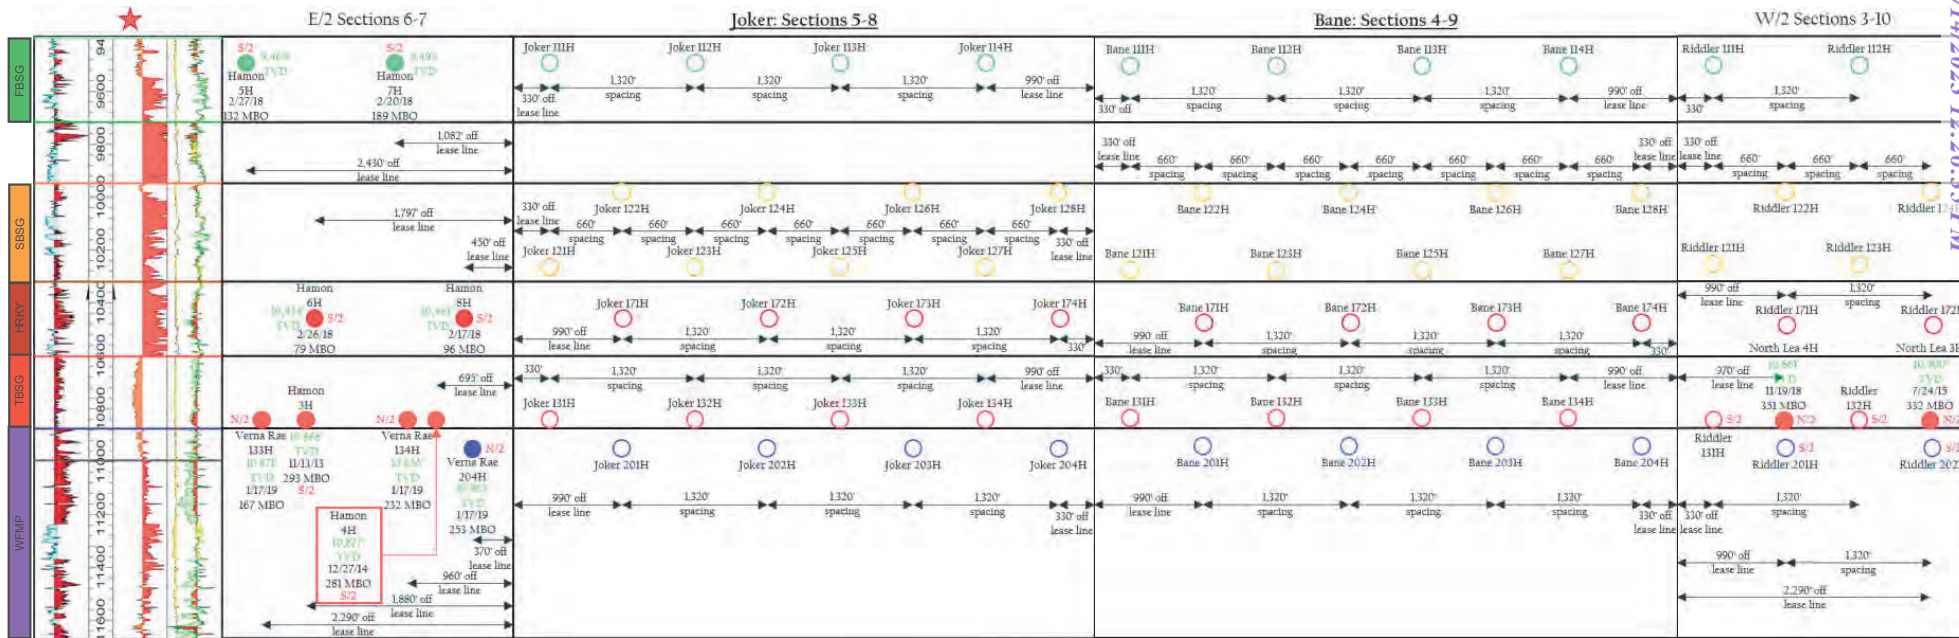 E/2 Sections 6-7
Joker: Sections 5-8
Bane: Sections 4-9
W/2 Sections 3-10
FBSG
SBSG
HRKY
TBSG
WFMP
94
9600
9800
10000
10200
10400
10600
10800
11000
11200
11400
11600
S/2
TVD
Hamon
5H
2/27/18
132 MBO
S/2
TVD
Hamon
7H
2/20/18
189 MBO
1,082' off
lease line
2,430' off
lease line
1,797' off
lease line
450' off
lease line
Hamon
6H
TVD
S/2
2/26/18
79 MBO
Hamon
8H
TVD
S/2
2/17/18
96 MBO
695' off
lease line
Hamon
3H
N/2
N/2
Verna Rae
133H
TVD
1/17/19
167 MBO
TVD
11/11/13
293 MBO
S/2
Verna Rae
134H
TVD
1/17/19
232 MBO
N/2
Verna Rae
204H
TVD
1/17/19
253 MBO
Hamon
4H
TVD
12/27/14
281 MBO
S/2
370' off
lease line
960' off
lease line
1,880' off
lease line
2,290' off
lease line
Joker 111H
Joker 112H
Joker 113H
Joker 114H
330' off
lease line
1,320'
spacing
1,320'
spacing
1,320'
spacing
990' off
lease line
Joker 122H
Joker 124H
Joker 126H
Joker 128H
330' off
lease line
660'
spacing
660'
spacing
660'
spacing
660'
spacing
660'
spacing
660'
spacing
660'
spacing
330' off
lease line
Joker 121H
Joker 123H
Joker 125H
Joker 127H
Joker 171H
Joker 172H
Joker 173H
Joker 174H
990' off
lease line
1,320'
spacing
1,320'
spacing
1,320'
spacing
330'
330'
1,320'
spacing
1,320'
spacing
1,320'
spacing
990' off
lease line
Joker 131H
Joker 132H
Joker 133H
Joker 134H
Joker 201H
Joker 202H
Joker 203H
Joker 204H
990' off
lease line
1,320'
spacing
1,320'
spacing
1,320'
spacing
330' off
lease line
Bane 111H
Bane 112H
Bane 113H
Bane 114H
330' off
1,320'
spacing
1,320'
spacing
1,320'
spacing
990' off
lease line
330' off
lease line
660'
spacing
660'
spacing
660'
spacing
660'
spacing
660'
spacing
660'
spacing
660'
spacing
330' off
lease line
Bane 122H
Bane 124H
Bane 126H
Bane 128H
Bane 121H
Bane 123H
Bane 125H
Bane 127H
Bane 171H
Bane 172H
Bane 173H
Bane 174H
990' off
lease line
1,320'
spacing
1,320'
spacing
1,320'
spacing
330'
330'
1,320'
spacing
1,320'
spacing
1,320'
spacing
990' off
lease line
Bane 131H
Bane 132H
Bane 133H
Bane 134H
Bane 201H
Bane 202H
Bane 203H
Bane 204H
990' off
lease line
1,320'
spacing
1,320'
spacing
1,320'
spacing
330' off
lease line
Riddler 111H
Riddler 112H
330'
1,320'
spacing
330' off
lease line
660'
spacing
660'
spacing
660'
spacing
Riddler 122H
Riddler
Riddler 121H
Riddler 123H
990' off
lease line
1,320'
spacing
Riddler 171H
Riddler 172H
North Lea 4H
North Lea 3H
970' off
lease line
11/19/18
351 MBO
Riddler
132H
7/24/15
332 MBO
S/2
N/2
S/2
N/2
Riddler
131H
S/2
Riddler 201H
Riddler 202
330' off
lease line
1,320'
spacing
990' off
lease line
1,320'
spacing
2,290' off
lease line